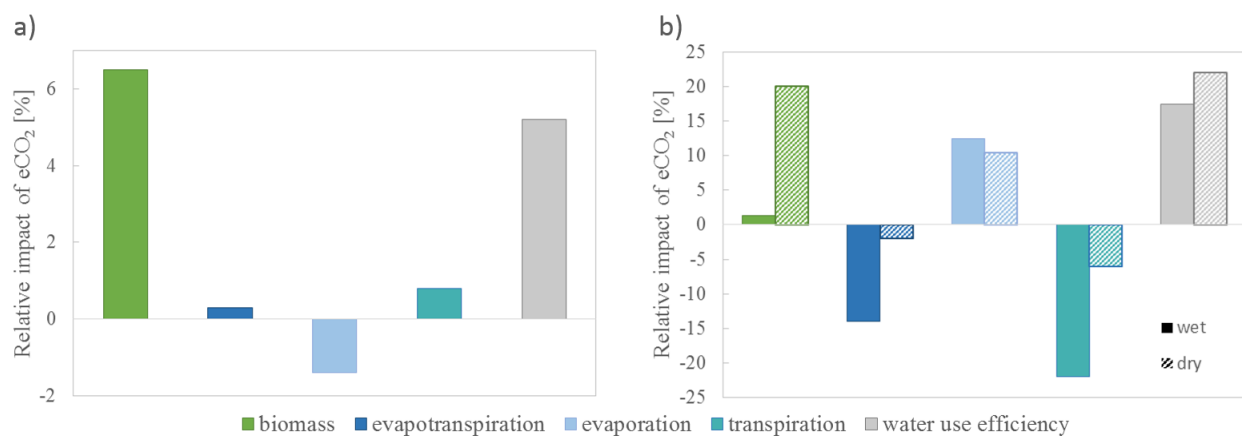 a)
Relative impact of eCO₂ [%]
6
4
2
0
-2
b)
Relative impact of eCO₂ [%]
25
20
15
10
5
0
-5
-10
-15
-20
-25
wet
dry
biomass evapotranspiration evaporation transpiration water use efficiency